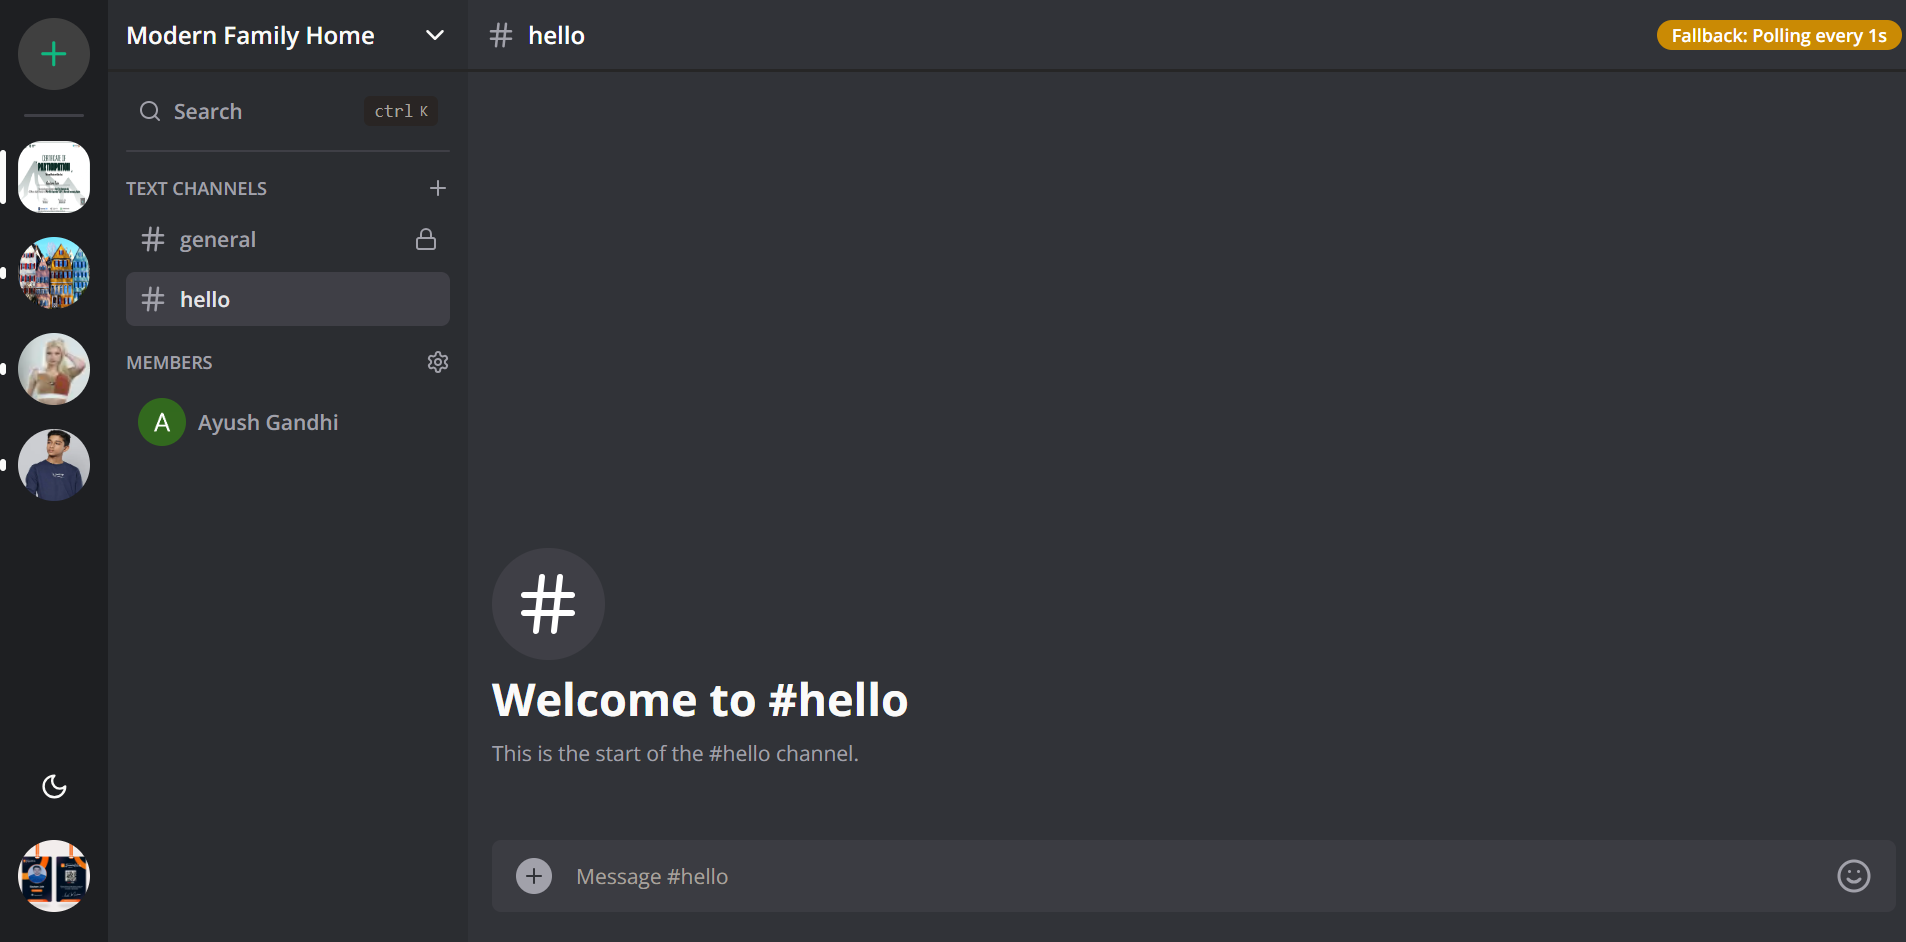 Modern Family Home
# hello
Fallback: Polling every 1s
Search
ctrl K
TEXT CHANNELS
# general
# hello
MEMBERS
A Ayush Gandhi
#
Welcome to #hello
This is the start of the #hello channel.
Message #hello
PARTICIPATION